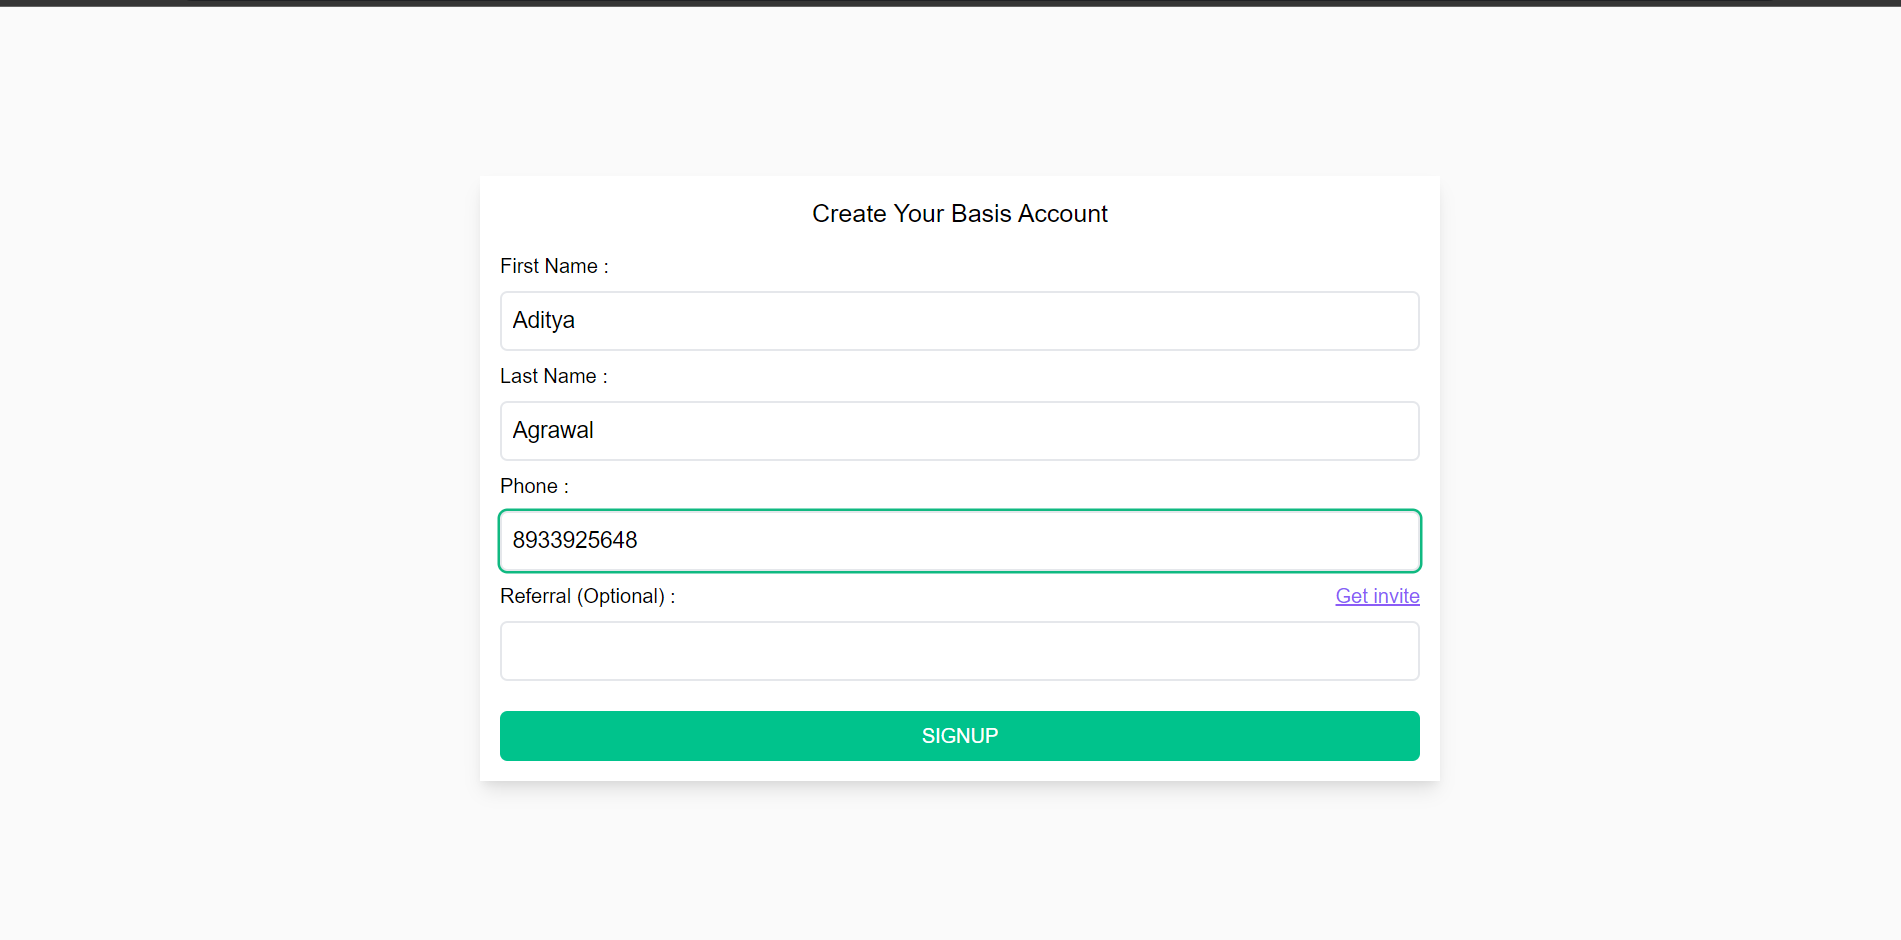 Create Your Basis Account
First Name :
Aditya
Last Name :
Agrawal
Phone :
8933925648
Referral (Optional) : Get invite
SIGNUP